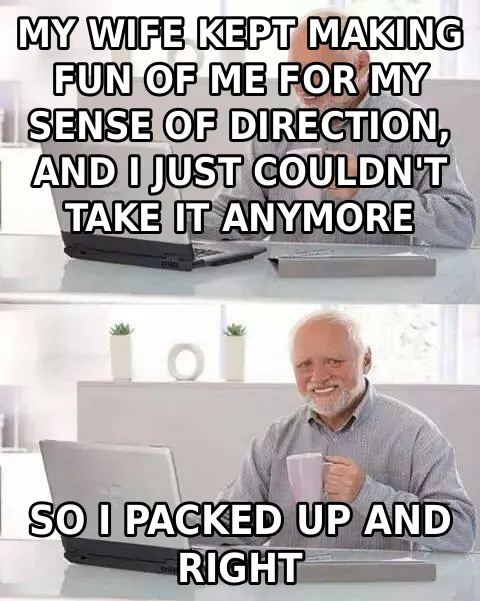 MY WIFE KEPT MAKING
FUN OF ME FOR MY
SENSE OF DIRECTION,
AND I JUST COULDN'T
TAKE IT ANYMORE
SO I PACKED UP AND
RIGHT